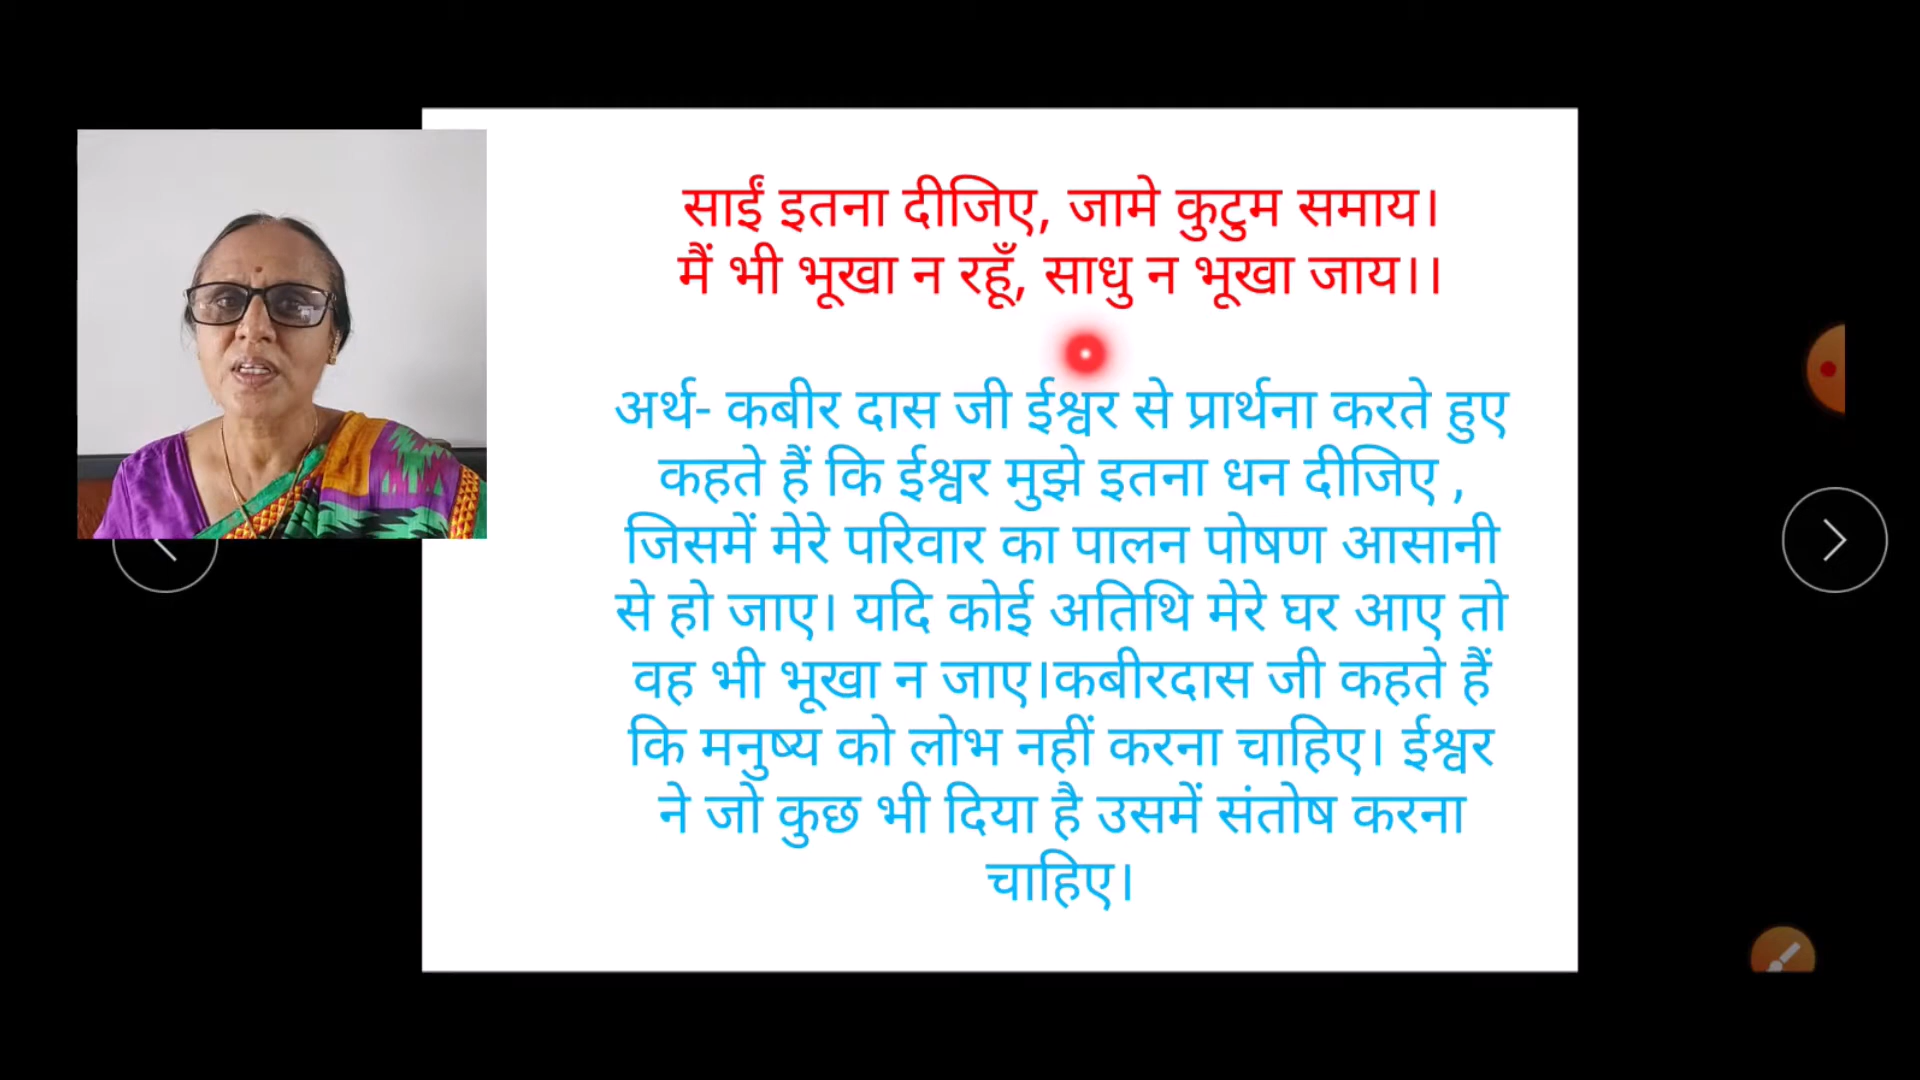 साईं इतना दीजिए, जामे कुटुम समाय।
मैं भी भूखा न रहूँ, साधु न भूखा जाय।।
अर्थ- कबीर दास जी ईश्वर से प्रार्थना करते हुए
कहते हैं कि ईश्वर मुझे इतना धन दीजिए ,
जिसमें मेरे परिवार का पालन पोषण आसानी
से हो जाए। यदि कोई अतिथि मेरे घर आए तो
वह भी भूखा न जाए।कबीरदास जी कहते हैं
कि मनुष्य को लोभ नहीं करना चाहिए। ईश्वर
ने जो कुछ भी दिया है उसमें संतोष करना
चाहिए।